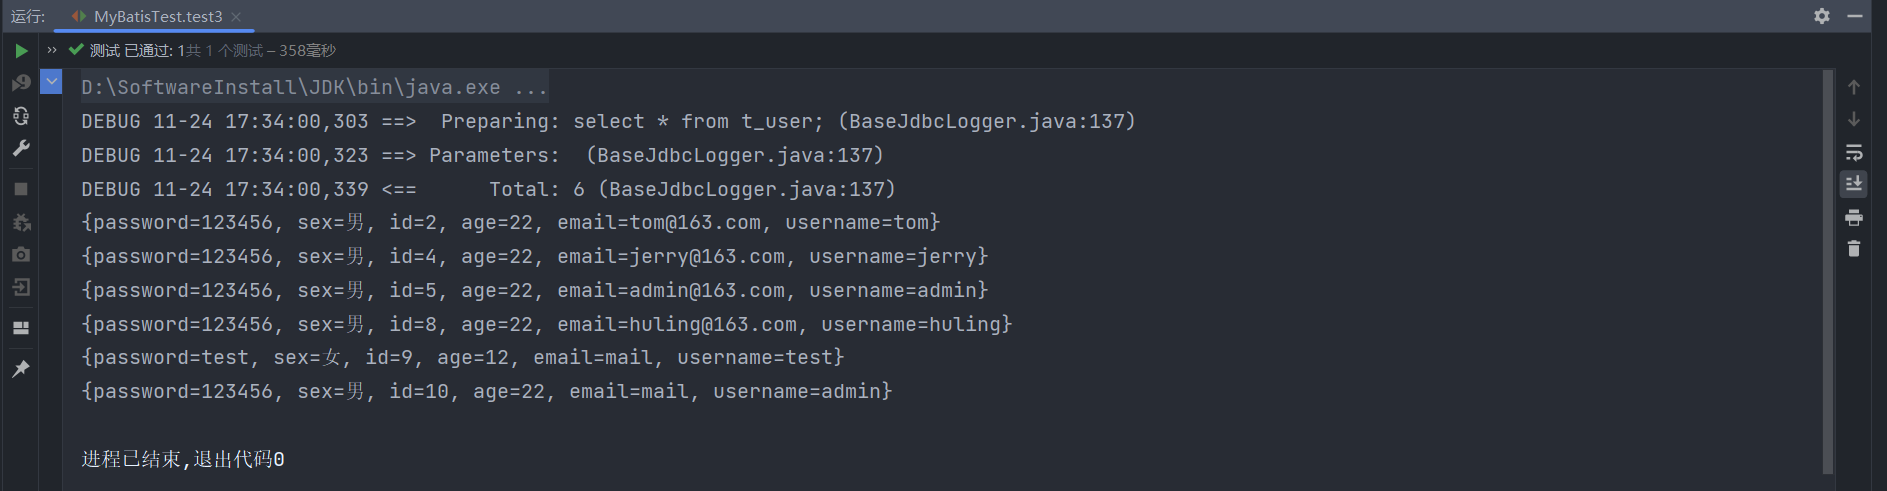 运行: MyBatisTest.test3 ×
» 测试 已通过: 1共 1 个测试 – 358毫秒
D:\SoftwareInstall\JDK\bin\java.exe ...
DEBUG 11-24 17:34:00,303 ==>  Preparing: select * from t_user; (BaseJdbcLogger.java:137)
DEBUG 11-24 17:34:00,323 ==> Parameters:  (BaseJdbcLogger.java:137)
DEBUG 11-24 17:34:00,339 <==      Total: 6 (BaseJdbcLogger.java:137)
{password=123456, sex=男, id=2, age=22, email=tom@163.com, username=tom}
{password=123456, sex=男, id=4, age=22, email=jerry@163.com, username=jerry}
{password=123456, sex=男, id=5, age=22, email=admin@163.com, username=admin}
{password=123456, sex=男, id=8, age=22, email=huling@163.com, username=huling}
{password=test, sex=女, id=9, age=12, email=mail, username=test}
{password=123456, sex=男, id=10, age=22, email=mail, username=admin}
进程已结束,退出代码0